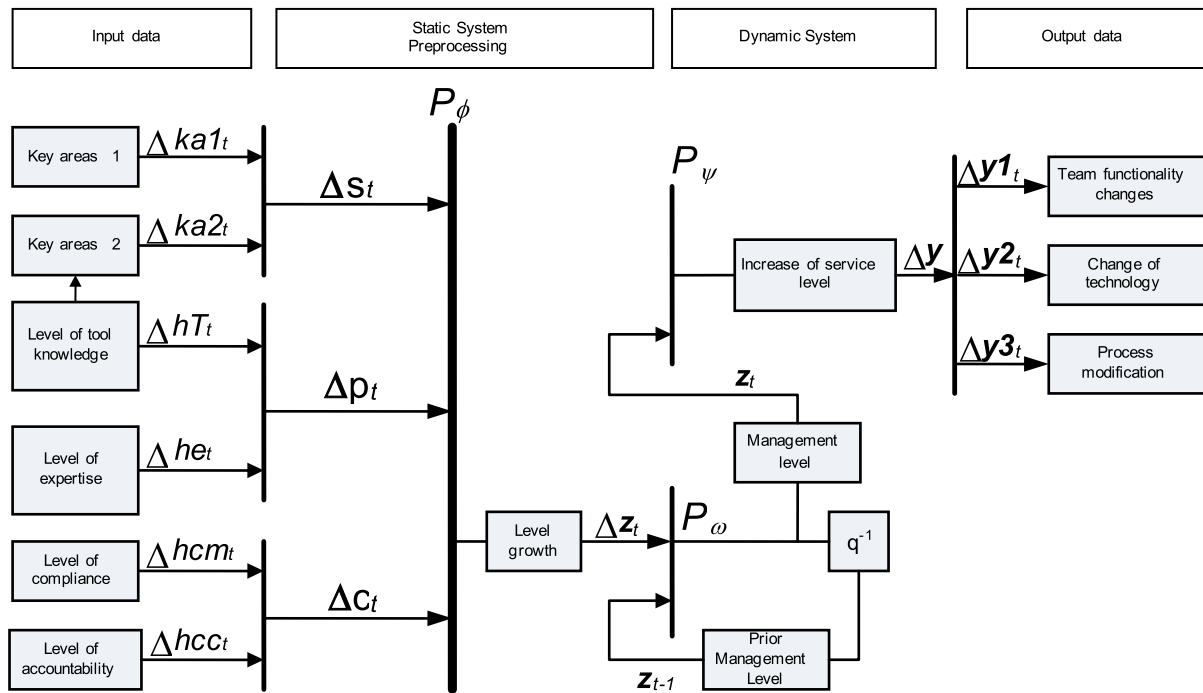 Input data
Static System
Preprocessing
Dynamic System
Output data
Key areas 1
Δ ka1t
Key areas 2
Δ ka2t
Level of tool
knowledge
Δ hTt
Level of
expertise
Δ het
Level of
compliance
Δ hcmt
Level of
accountability
Δ hcct
Δst
Δpt
Δct
Pϕ
Level
growth
Δ zt
Pω
q-1
Prior
Management
Level
zt-1
Management
level
zt
Pψ
Increase of service
level
Δy
Δy1t
Team functionality
changes
Δy2t
Change of
technology
Δy3t
Process
modification